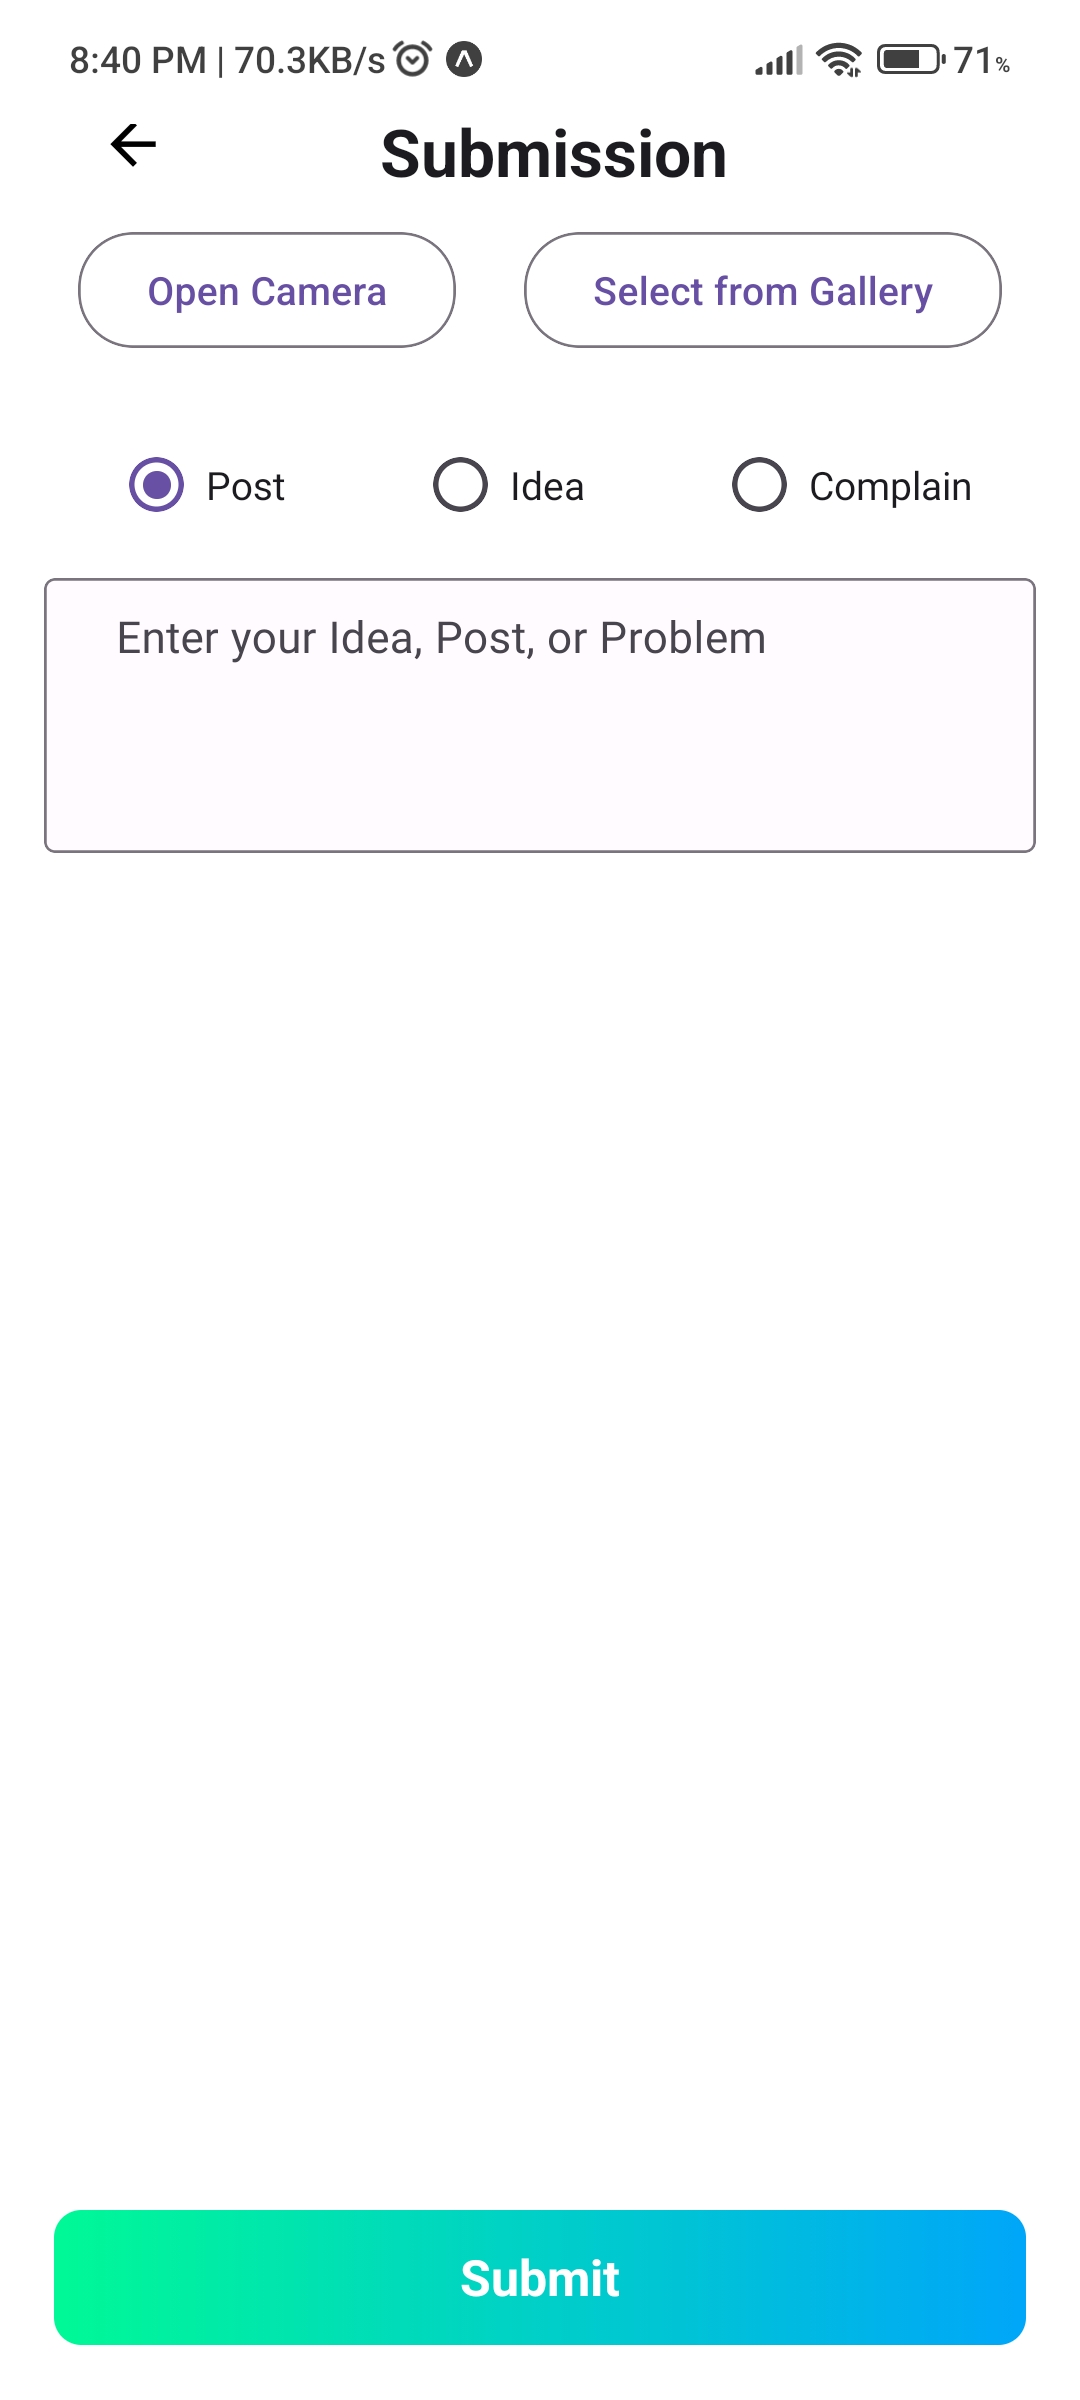 8:40 PM | 70.3KB/s 71%
Submission
Open Camera Select from Gallery
Post Idea Complain
Enter your Idea, Post, or Problem
Submit